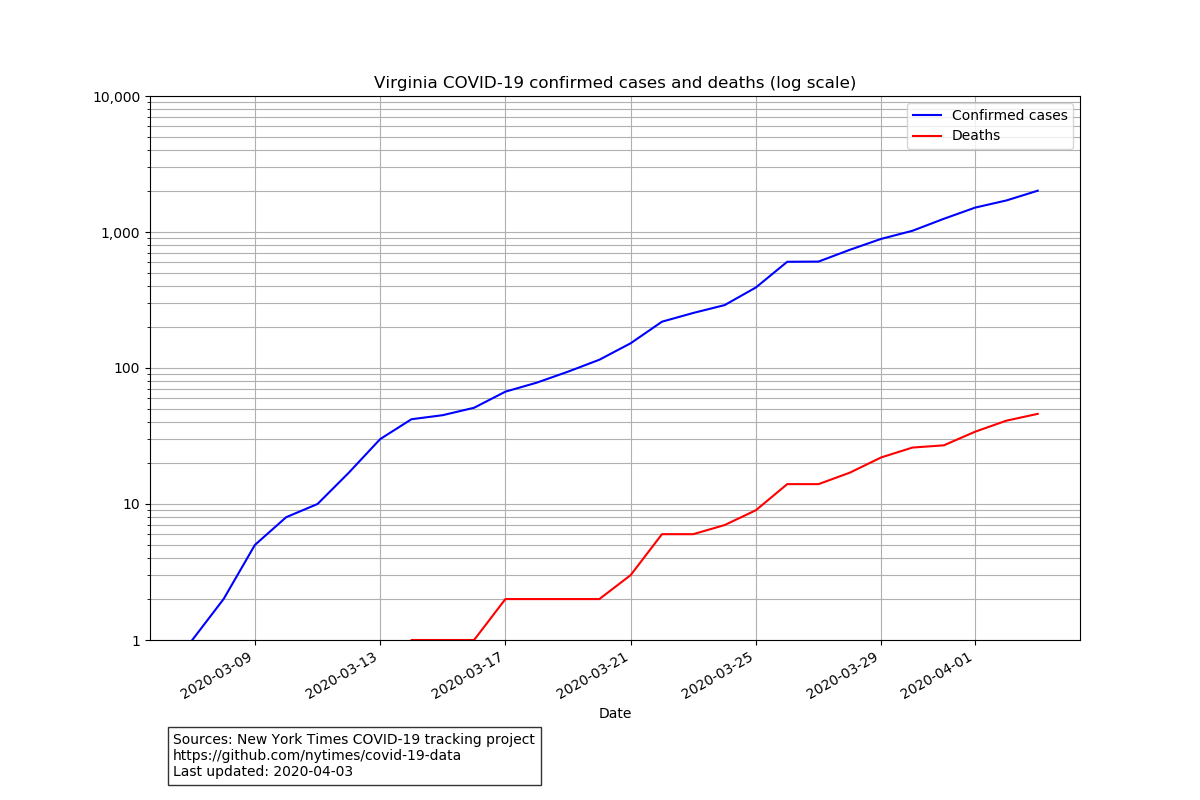 Virginia COVID-19 confirmed cases and deaths (log scale)
10,000
1,000
100
10
1
Confirmed cases
Deaths
2020-03-09
2020-03-13
2020-03-17
2020-03-21
2020-03-25
2020-03-29
2020-04-01
Date
Sources: New York Times COVID-19 tracking project
https://github.com/nytimes/covid-19-data
Last updated: 2020-04-03